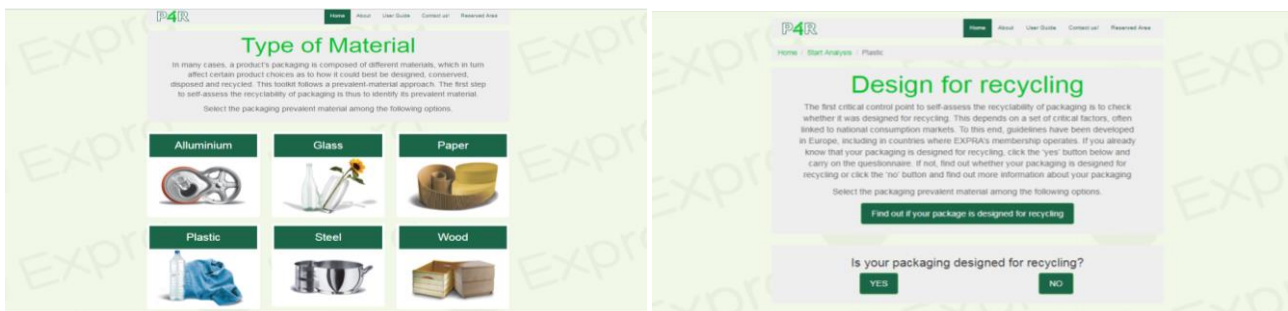 P4R
Home About User Guide Contact us! Reserved Area
Type of Material
In many cases, a product's packaging is composed of different materials, which in turn
affect certain product choices as to how it could best be designed, conserved,
disposed and recycled. This toolkit follows a prevalent-material approach. The first step
to self-assess the recyclability of packaging is thus to identify its prevalent material.
Select the packaging prevalent material among the following options.
Alluminium Glass Paper
Plastic Steel Wood
P4R
Home About User Guide Contact us! Reserved Area
Home / Start Analysis / Plastic
Design for recycling
The first critical control point to self-assess the recyclability of packaging is to check
whether it was designed for recycling. This depends on a set of critical factors, often
linked to national consumption markets. To this end, guidelines have been developed
in Europe, including in countries where EXPRA's membership operates. If you already
know that your packaging is designed for recycling, click the 'yes' button below and
carry on the questionnaire. If not, find out whether your packaging is designed for
recycling or click the 'no' button and find out more information about your packaging
Select the packaging prevalent material among the following options.
Find out if your package is designed for recycling
Is your packaging designed for recycling?
YES NO